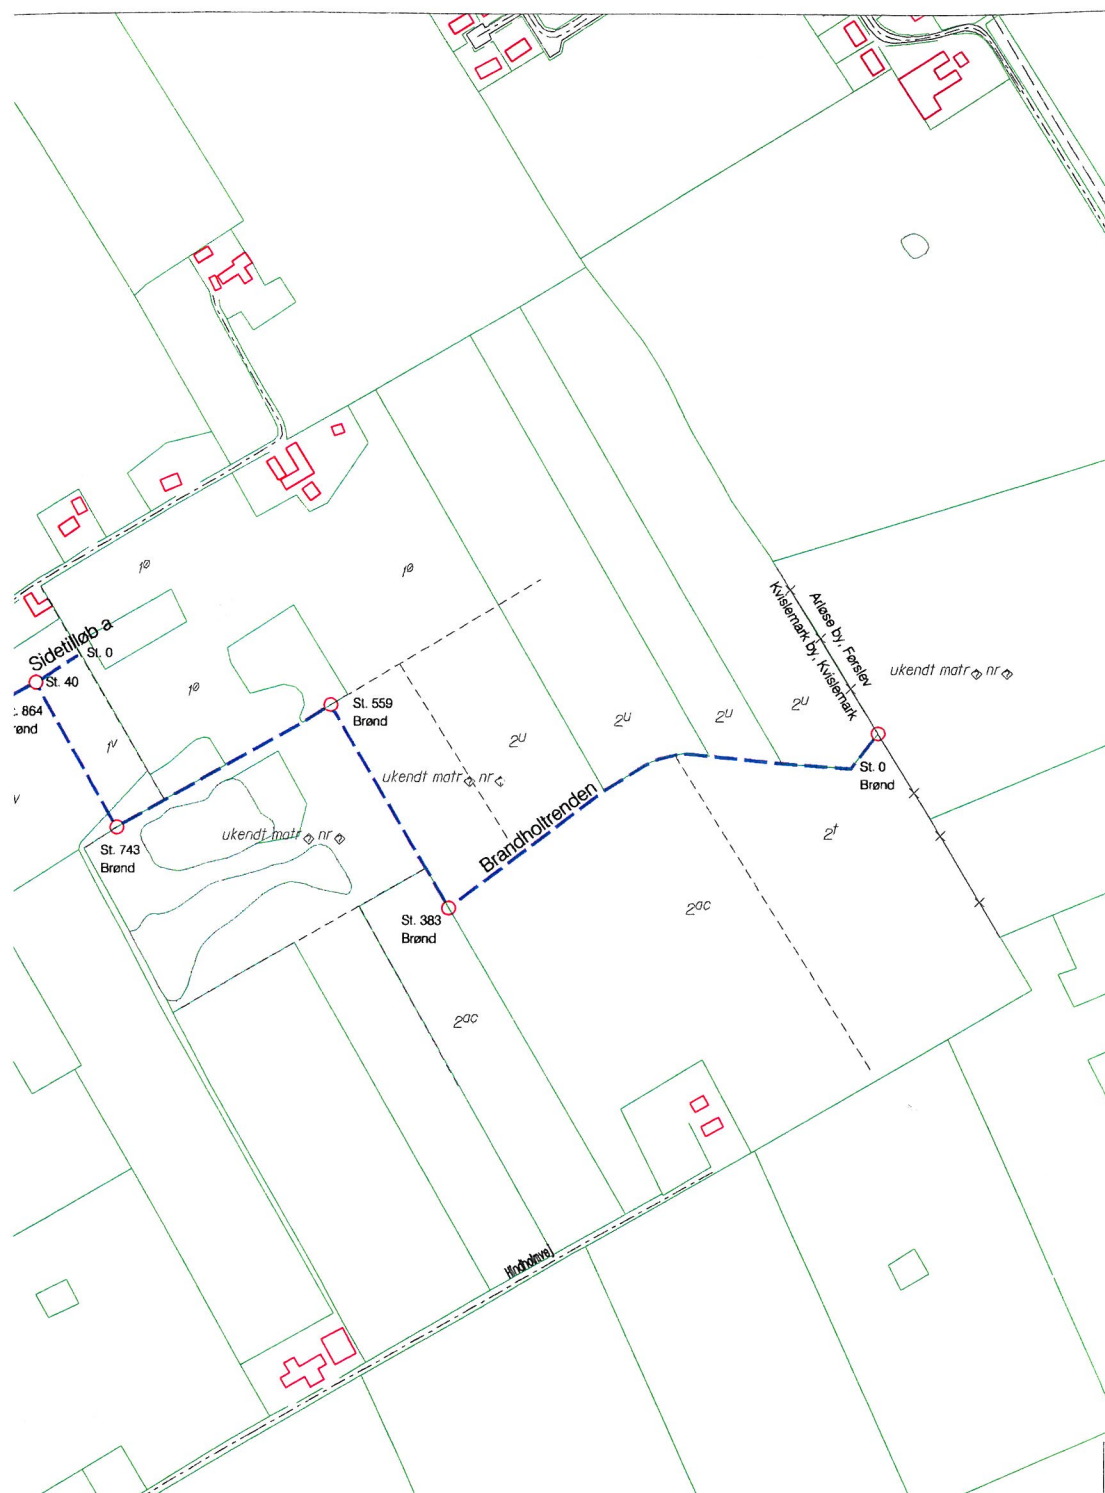 1ø
1ø
Sidetilløb a
St. 0
St. 40
864
1ø
1v
v
St. 559
Brønd
ukendt matr nr
ukendt matr nr
2u
2u
2u
2u
Kvislemark by, Kvislemark
Arløse by, Førslev
ukendt matr nr
St. 0
Brønd
Brandholtrenden
2t
St. 743
Brønd
St. 383
Brønd
2ac
2ac
Hindholmvej